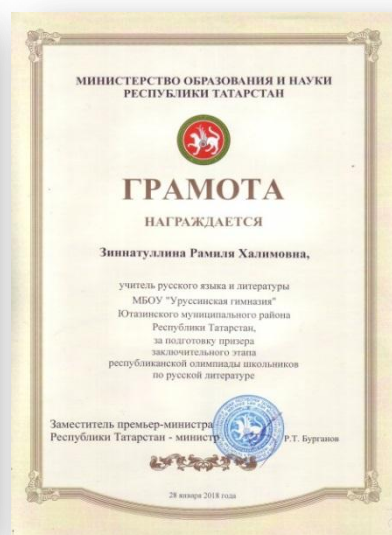 МИНИСТЕРСТВО ОБРАЗОВАНИЯ И НАУКИ
РЕСПУБЛИКИ ТАТАРСТАН
ГРАМОТА
НАГРАЖДАЕТСЯ
Зиннатуллина Рамиля Халимовна,
учитель русского языка и литературы
МБОУ "Уруссинская гимназия"
Ютазинского муниципального района
Республики Татарстан,
за подготовку призера
заключительного этапа
республиканской олимпиады школьников
по русской литературе
Заместитель премьер-министра
Республики Татарстан - министр
Р.Т. Бурганов
28 января 2018 года